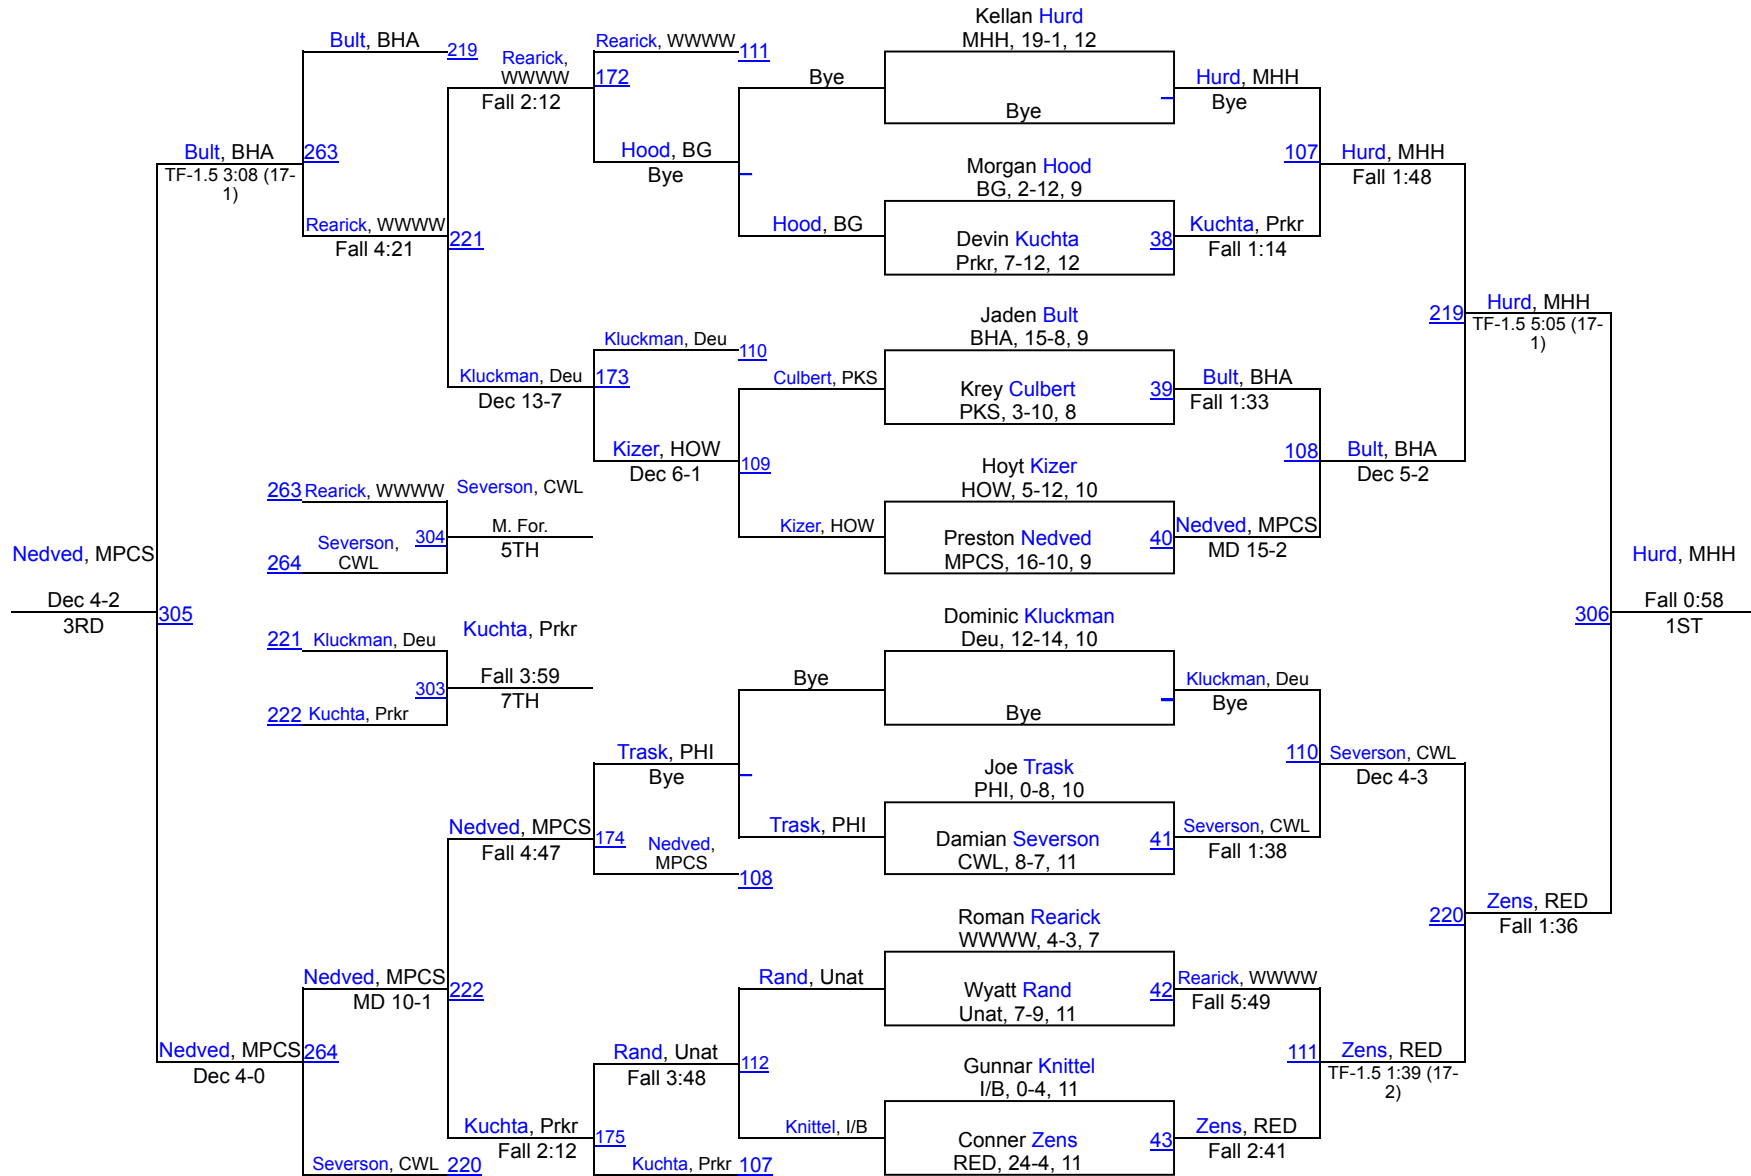 Kellan Hurd
MHH, 19-1, 12
Bult, BHA
219
Rearick,
WWWW
Fall 2:12
172
Rearick, WWWW
111
Bye
Bye
Hurd, MHH
Bye
Bult, BHA
TF-1.5 3:08 (17-
1)
263
Hood, BG
Bye
Morgan Hood
BG, 2-12, 9
107
Hurd, MHH
Fall 1:48
Rearick, WWWW
Fall 4:21
221
Hood, BG
Devin Kuchta
Prkr, 7-12, 12
38
Kuchta, Prkr
Fall 1:14
Jaden Bult
BHA, 15-8, 9
219
Hurd, MHH
TF-1.5 5:05 (17-
1)
Kluckman, Deu
Dec 13-7
173
Kluckman, Deu
110
Culbert, PKS
Krey Culbert
PKS, 3-10, 8
39
Bult, BHA
Fall 1:33
Kizer, HOW
Dec 6-1
109
Hoyt Kizer
HOW, 5-12, 10
108
Bult, BHA
Dec 5-2
263
Rearick, WWWW
Severson, CWL
264
Severson,
CWL
304
M. For.
5TH
Kizer, HOW
Preston Nedved
MPCS, 16-10, 9
40
Nedved, MPCS
MD 15-2
Nedved, MPCS
Dec 4-2
3RD
305
Hurd, MHH
306
Fall 0:58
1ST
221
Kluckman, Deu
Kuchta, Prkr
222
Kuchta, Prkr
303
Fall 3:59
7TH
Dominic Kluckman
Deu, 12-14, 10
Bye
Bye
Kluckman, Deu
Bye
Trask, PHI
Bye
Joe Trask
PHI, 0-8, 10
110
Severson, CWL
Dec 4-3
Nedved, MPCS
Fall 4:47
174
Nedved,
MPCS
108
Trask, PHI
Damian Severson
CWL, 8-7, 11
41
Severson, CWL
Fall 1:38
Roman Rearick
WWWW, 4-3, 7
220
Zens, RED
Fall 1:36
Nedved, MPCS
MD 10-1
222
Rand, Unat
Wyatt Rand
Unat, 7-9, 11
42
Rearick, WWWW
Fall 5:49
Nedved, MPCS
Dec 4-0
264
Rand, Unat
Fall 3:48
112
Gunnar Knittel
I/B, 0-4, 11
111
Zens, RED
TF-1.5 1:39 (17-
2)
Kuchta, Prkr
Fall 2:12
175
Knittel, I/B
Conner Zens
RED, 24-4, 11
43
Zens, RED
Fall 2:41
Severson, CWL
220
Kuchta, Prkr
107